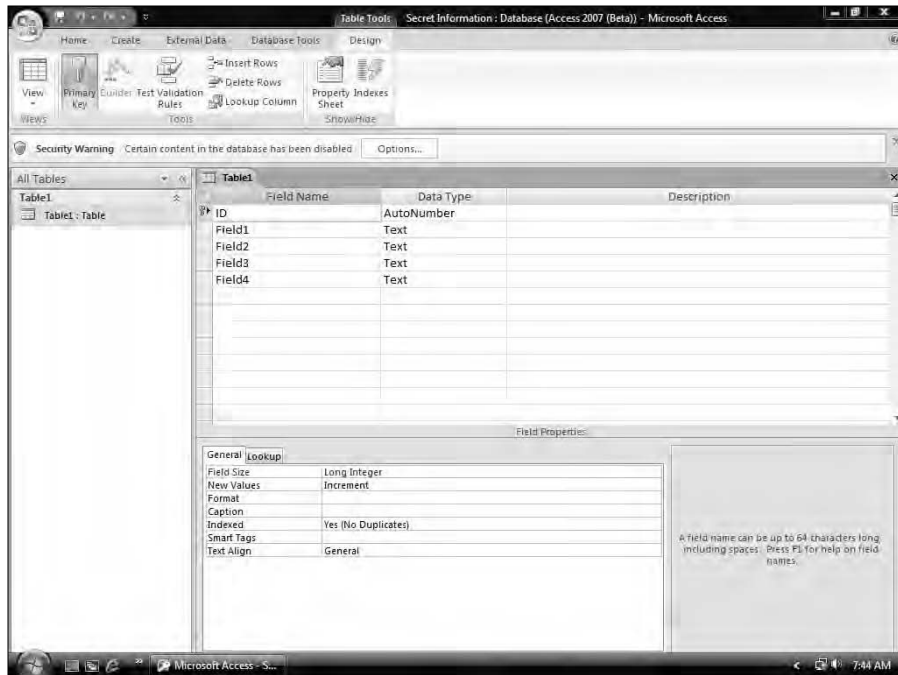 Table Tools Secret Information : Database (Access 2007 (Beta)) - Microsoft Access
Home Create External Data Database Tools Design
View
Primary Key
Builder
Test Validation Rules
Insert Rows
Delete Rows
Lookup Column
Property Sheet
Indexes
Views Tools Show/Hide
Security Warning Certain content in the database has been disabled Options...
All Tables
Table1
Table1 : Table
Table1
Field Name Data Type Description
ID AutoNumber
Field1 Text
Field2 Text
Field3 Text
Field4 Text
Field Properties
General Lookup
Field Size Long Integer
New Values Increment
Format
Caption
Indexed Yes (No Duplicates)
Smart Tags
Text Align General
A field name can be up to 64 characters long,
including spaces. Press F1 for help on field
names.
Microsoft Access - S... 7:44 AM